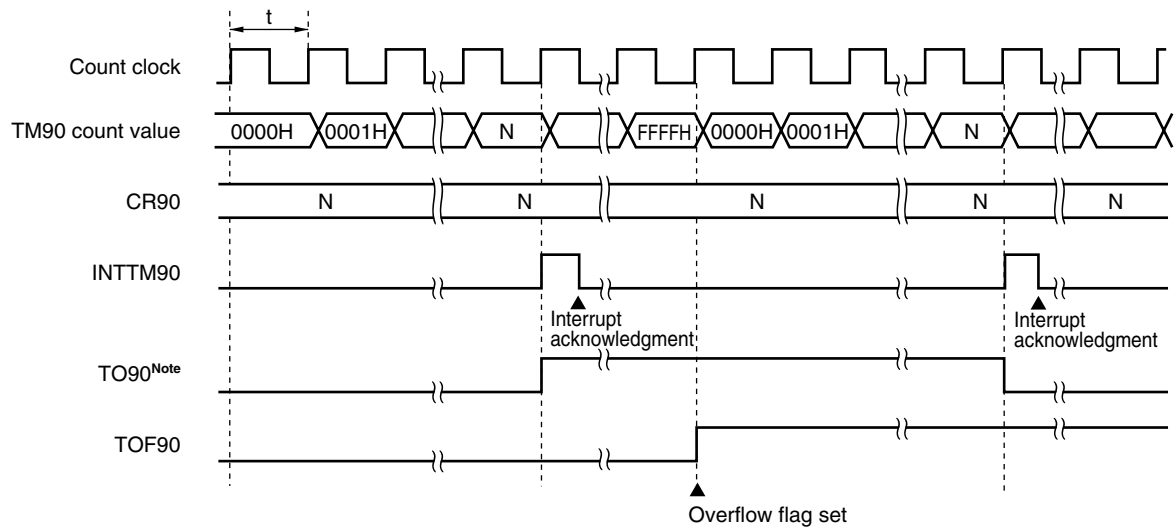 t
Count clock
TM90 count value 0000H 0001H N FFFFH 0000H 0001H N
CR90 N N N N N
INTTM90
Interrupt
acknowledgment
Interrupt
acknowledgment
TO90Note
TOF90
Overflow flag set